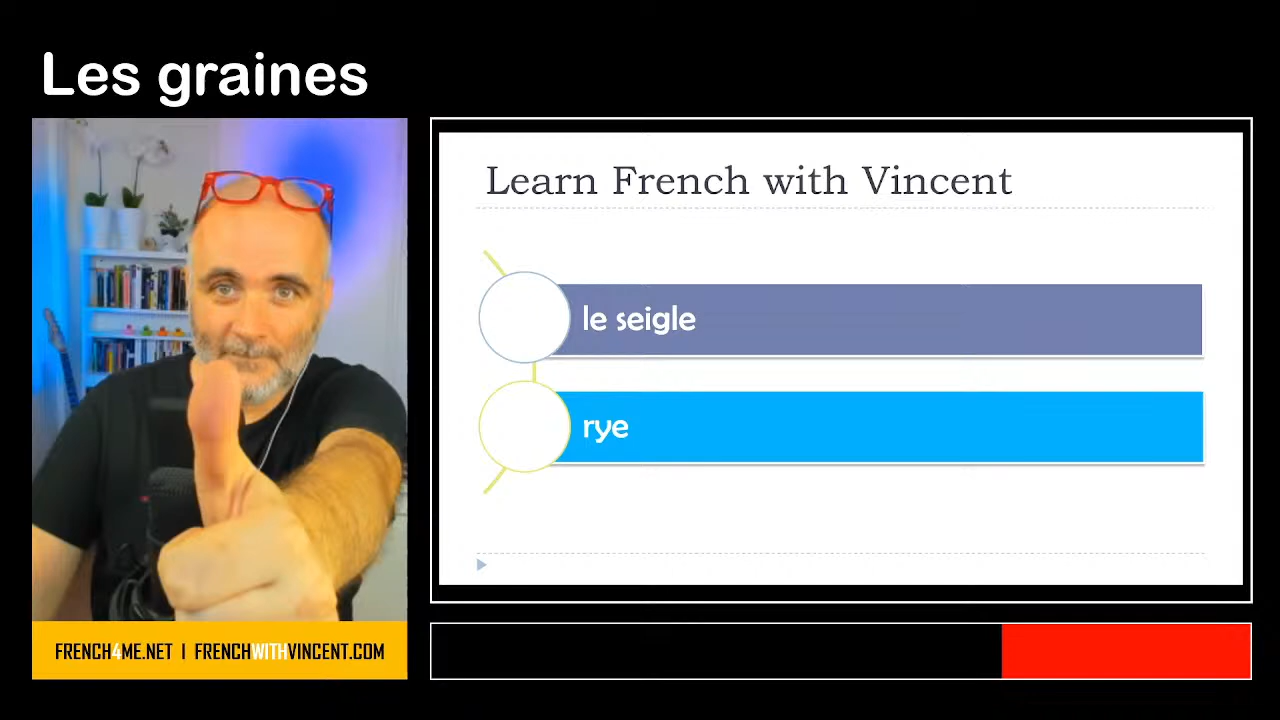 Les graines
Learn French with Vincent
le seigle
rye
FRENCH4ME.NET | FRENCHWITHVINCENT.COM